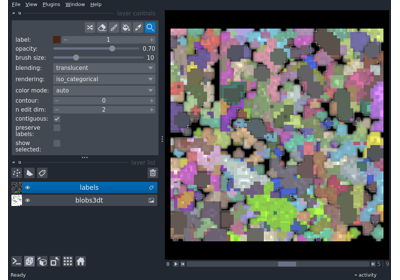 File View Plugins Window Help
layer controls
label: 1
opacity: 0.70
brush size: 10
blending: translucent
rendering: iso_categorical
color mode: auto
contour: 0
n edit dim: 2
contiguous:
preserve
labels:
show
selected:
layer list
labels
blobs3dt
Ready
activity